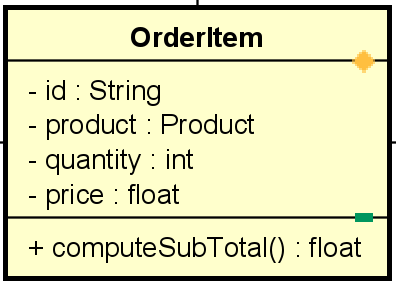 OrderItem
- id : String
- product : Product
- quantity : int
- price : float
+ computeSubTotal() : float